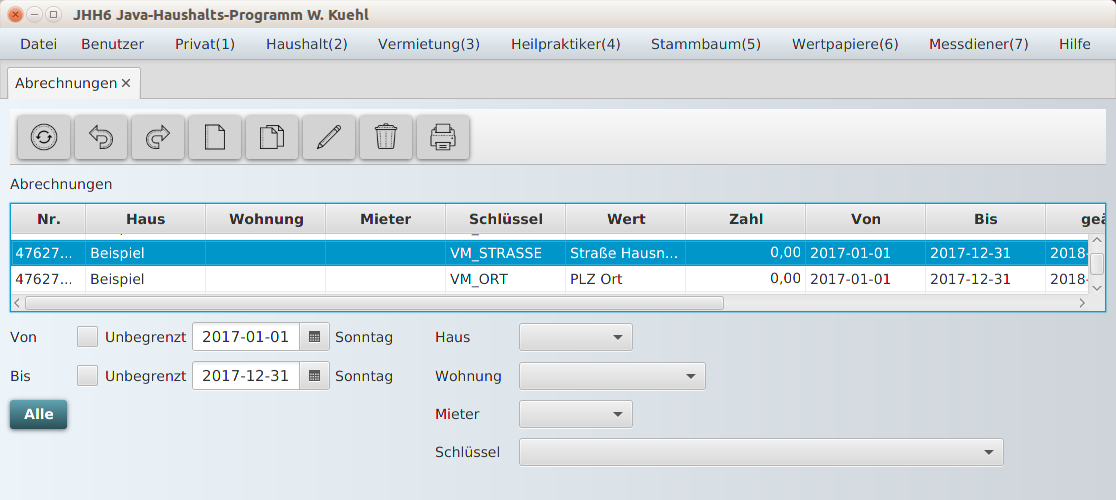 JHH6 Java-Haushalts-Programm W. Kuehl
Datei Benutzer Privat(1) Haushalt(2) Vermietung(3) Heilpraktiker(4) Stammbaum(5) Wertpapiere(6) Messdiener(7) Hilfe
Abrechnungen ×
Abrechnungen
Nr. Haus Wohnung Mieter Schlüssel Wert Zahl Von Bis geä
47627... Beispiel VM_STRASSE Straße Hausn... 0,00 2017-01-01 2017-12-31 2018-
47627... Beispiel VM_ORT PLZ Ort 0,00 2017-01-01 2017-12-31 2018-
Von Unbegrenzt 2017-01-01 Sonntag Haus
Bis Unbegrenzt 2017-12-31 Sonntag Wohnung
Alle Mieter
Schlüssel